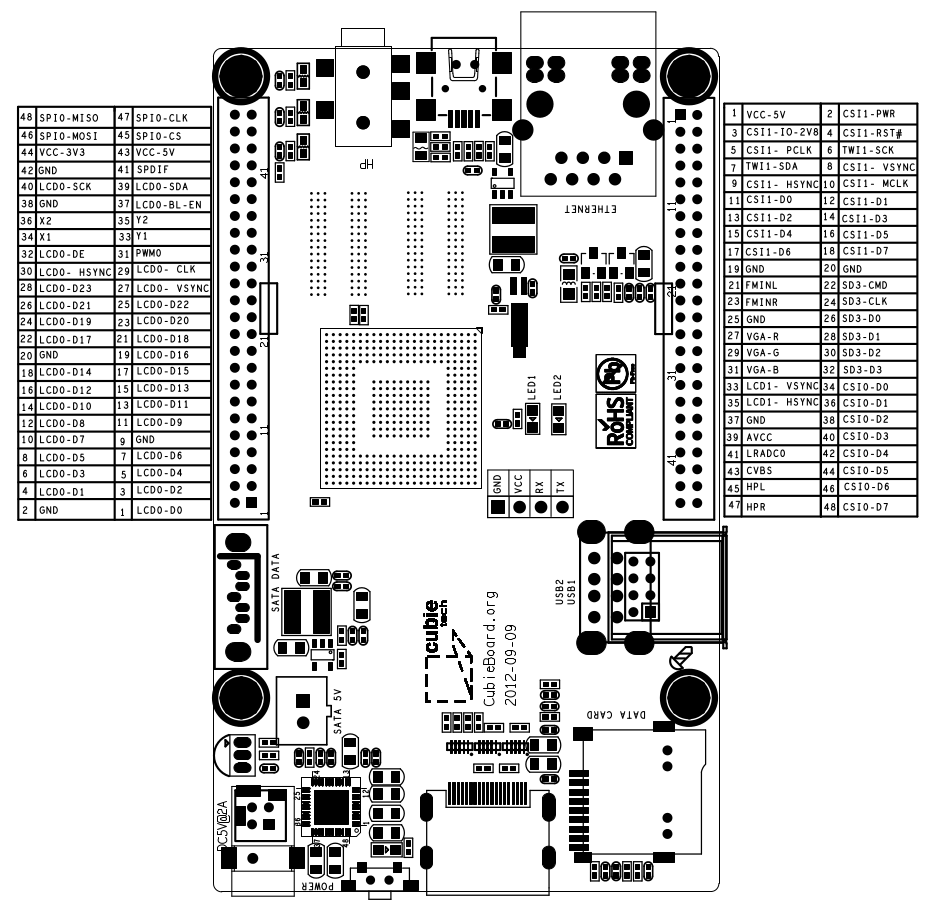 HP
ETHERNET
48 SPI0-MISO 47 SPI0-CLK
46 SPI0-MOSI 45 SPI0-CS
44 VCC-3V3 43 VCC-5V
42 GND 41 SPDIF
40 LCD0-SCK 39 LCD0-SDA
38 GND 37 LCD0-BL-EN
36 X2 35 Y2
34 X1 33 Y1
32 LCD0-DE 31 PWM0
30 LCD0- HSYNC 29 LCD0- CLK
28 LCD0-D23 27 LCD0- VSYNC
26 LCD0-D21 25 LCD0-D22
24 LCD0-D19 23 LCD0-D20
22 LCD0-D17 21 LCD0-D18
20 GND 19 LCD0-D16
18 LCD0-D14 17 LCD0-D15
16 LCD0-D12 15 LCD0-D13
14 LCD0-D10 13 LCD0-D11
12 LCD0-D8 11 LCD0-D9
10 LCD0-D7 9 GND
8 LCD0-D5 7 LCD0-D6
6 LCD0-D3 5 LCD0-D4
4 LCD0-D1 3 LCD0-D2
2 GND 1 LCD0-D0
1 VCC-5V 2 CSI1-PWR
3 CSI1-IO-2V8 4 CSI1-RST#
5 CSI1- PCLK 6 TWI1-SCK
7 TWI1-SDA 8 CSI1- VSYNC
9 CSI1- HSYNC 10 CSI1- MCLK
11 CSI1-D0 12 CSI1-D1
13 CSI1-D2 14 CSI1-D3
15 CSI1-D4 16 CSI1-D5
17 CSI1-D6 18 CSI1-D7
19 GND 20 GND
21 FMINL 22 SD3-CMD
23 FMINR 24 SD3-CLK
25 GND 26 SD3-D0
27 VGA-R 28 SD3-D1
29 VGA-G 30 SD3-D2
31 VGA-B 32 SD3-D3
33 LCD1- VSYNC 34 CSI0-D0
35 LCD1- HSYNC 36 CSI0-D1
37 GND 38 CSI0-D2
39 AVCC 40 CSI0-D3
41 LRADC0 42 CSI0-D4
43 CVBS 44 CSI0-D5
45 HPL 46 CSI0-D6
47 HPR 48 CSI0-D7
41
31
21
11
1
1
11
21
31
41
LED1
LED2
Pb
RoHS
COMPLIANT
GND
VCC
RX
TX
SATA DATA
USB2
USB1
cubie
tech
CubieBoard.org
2012-09-09
SATA 5V
DATA CARD
24
13
25
12
36
1
37
48
DC5V@2A
POWER